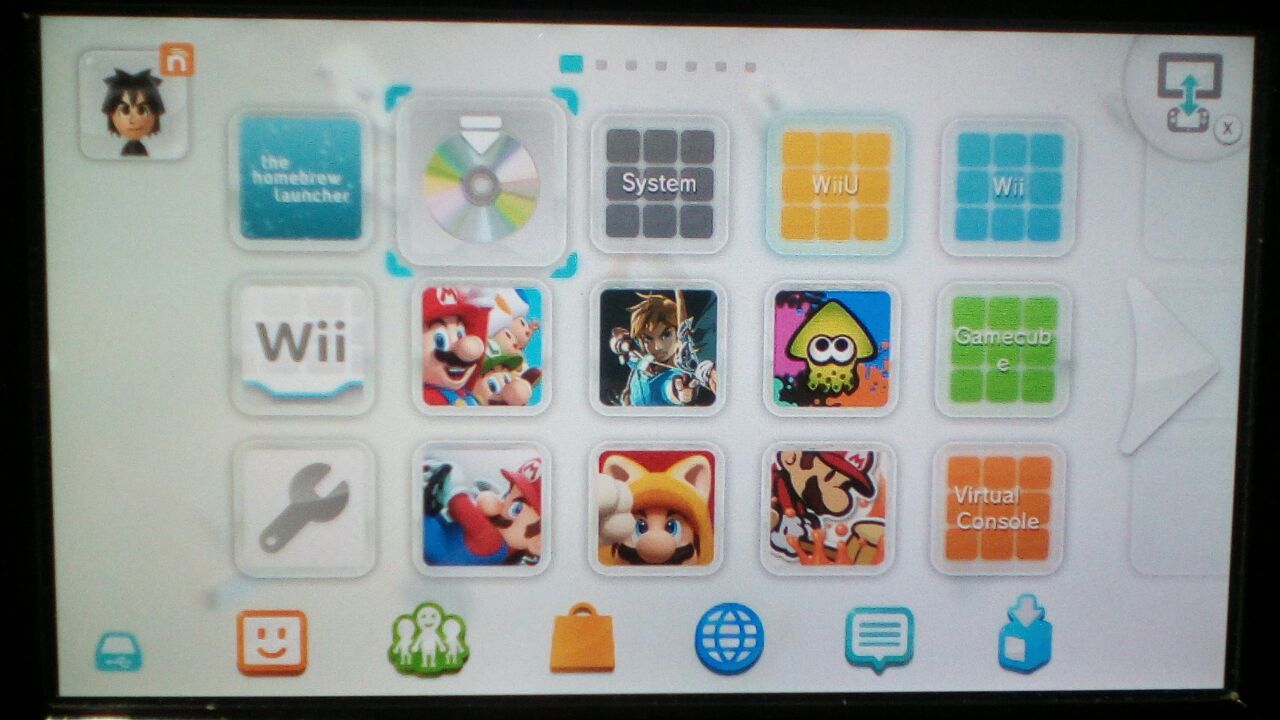 n
the
homebrew
launcher
System
WiiU
Wii
X
Wii
M
Gamecub
e
Virtual
Console